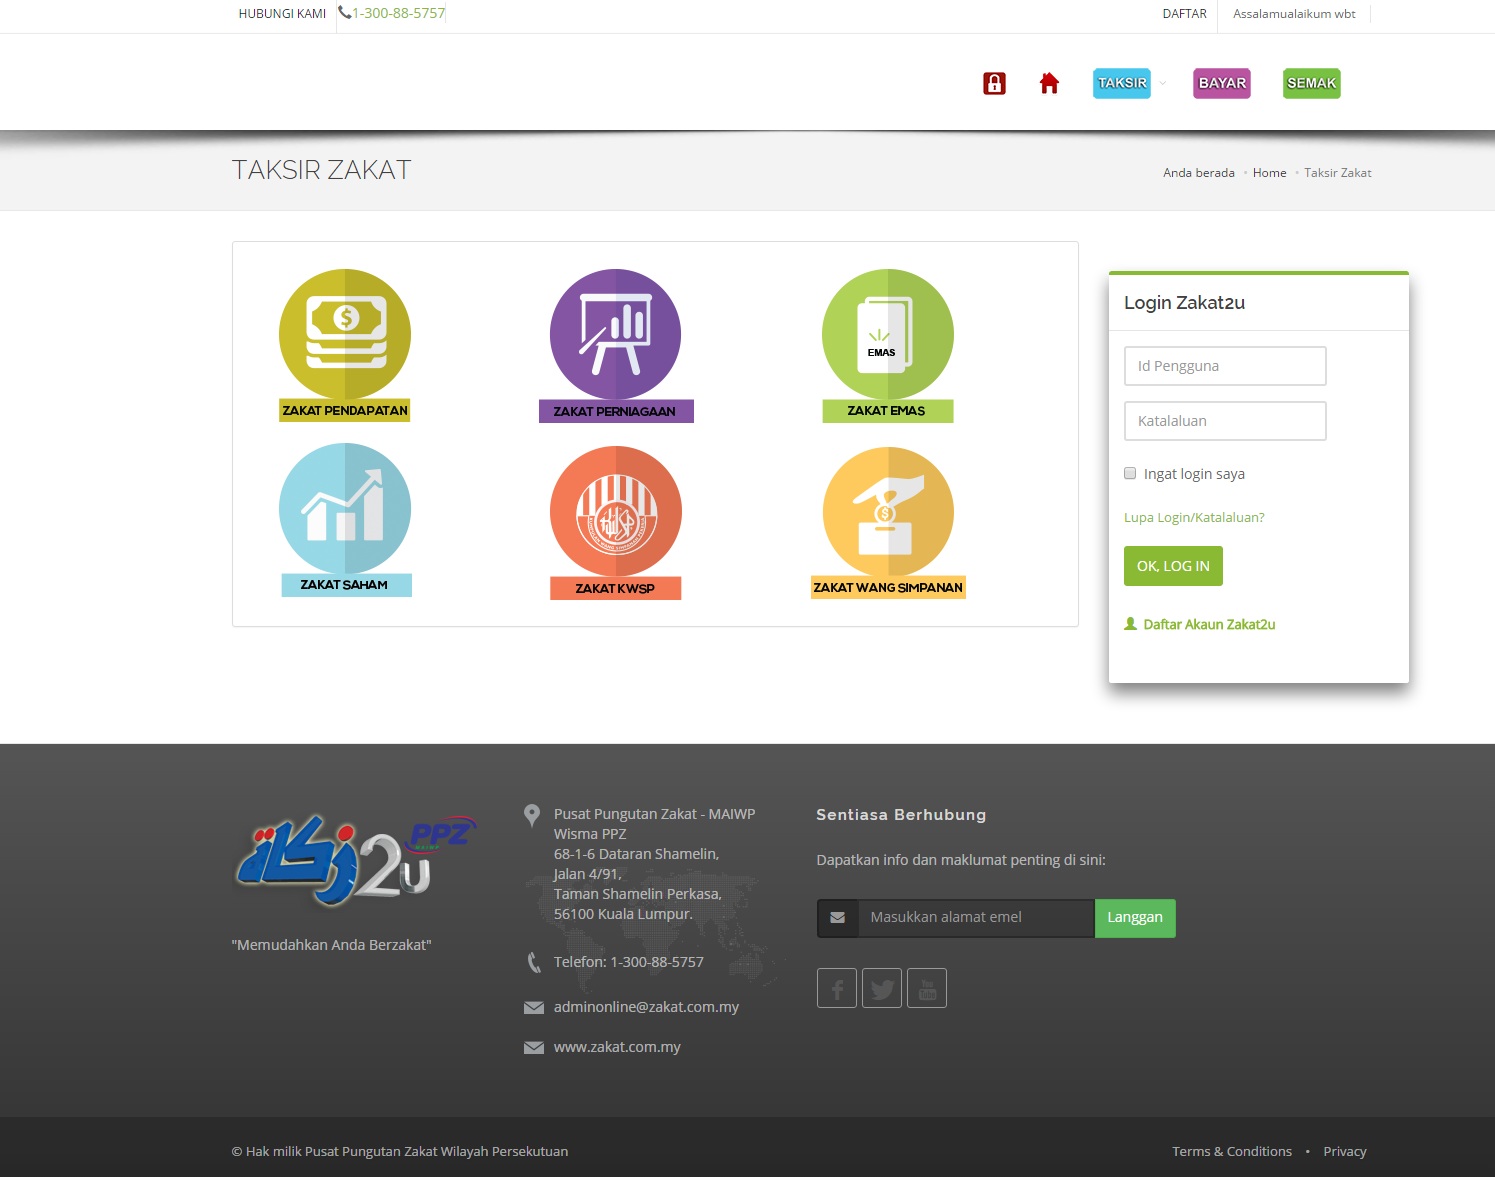 HUBUNGI KAMI
1-300-88-5757
DAFTAR
Assalamualaikum wbt
TAKSIR
BAYAR
SEMAK
TAKSIR ZAKAT
Anda berada • Home • Taksir Zakat
EMAS
ZAKAT PENDAPATAN
ZAKAT PERNIAGAAN
ZAKAT EMAS
ZAKAT SAHAM
ZAKAT KWSP
ZAKAT WANG SIMPANAN
Login Zakat2u
Id Pengguna
Katalaluan
Ingat login saya
Lupa Login/Katalaluan?
OK, LOG IN
Daftar Akaun Zakat2u
زكاة2u
PPZ
"Memudahkan Anda Berzakat"
Pusat Pungutan Zakat - MAIWP
Wisma PPZ
68-1-6 Dataran Shamelin,
Jalan 4/91,
Taman Shamelin Perkasa,
56100 Kuala Lumpur.
Telefon: 1-300-88-5757
adminonline@zakat.com.my
www.zakat.com.my
Sentiasa Berhubung
Dapatkan info dan maklumat penting di sini:
Masukkan alamat emel
Langgan
You Tube
© Hak milik Pusat Pungutan Zakat Wilayah Persekutuan
Terms & Conditions • Privacy